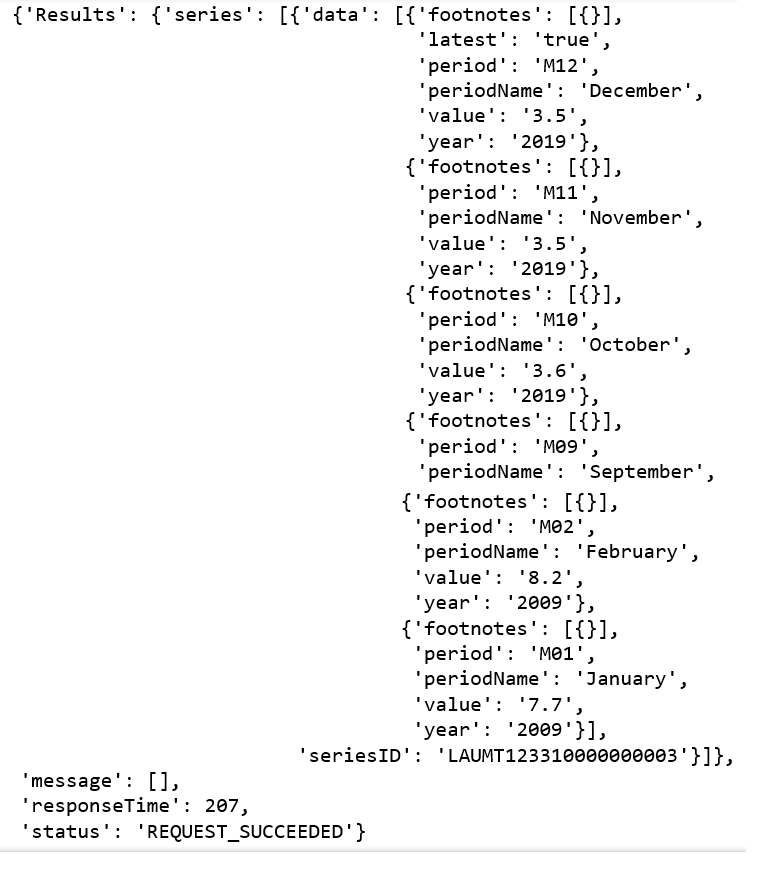 {'Results': {'series': [{'data': [{'footnotes': [{}],
'latest': 'true',
'period': 'M12',
'periodName': 'December',
'value': '3.5',
'year': '2019'},
{'footnotes': [{}],
'period': 'M11',
'periodName': 'November',
'value': '3.5',
'year': '2019'},
{'footnotes': [{}],
'period': 'M10',
'periodName': 'October',
'value': '3.6',
'year': '2019'},
{'footnotes': [{}],
'period': 'M09',
'periodName': 'September',
{'footnotes': [{}],
'period': 'M02',
'periodName': 'February',
'value': '8.2',
'year': '2009'},
{'footnotes': [{}],
'period': 'M01',
'periodName': 'January',
'value': '7.7',
'year': '2009'}],
'seriesID': 'LAUMT123310000000003'}]},
'message': [],
'responseTime': 207,
'status': 'REQUEST_SUCCEEDED'}